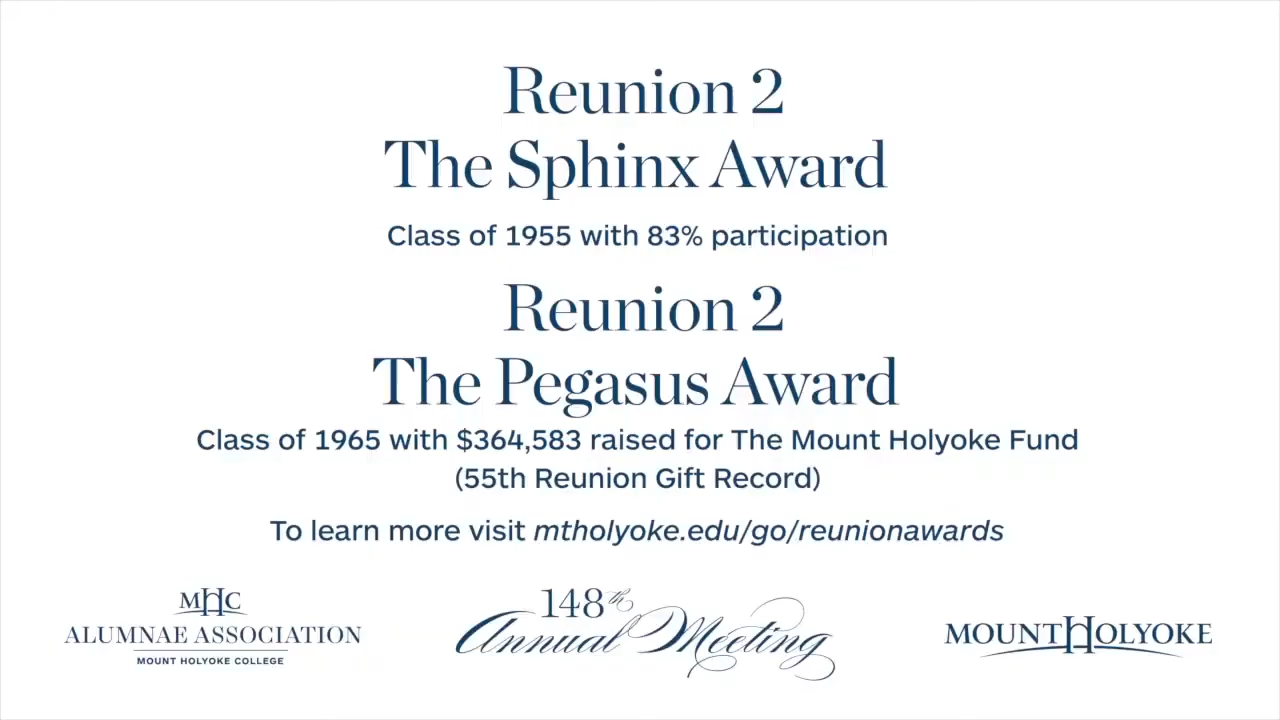 Reunion 2
The Sphinx Award
Class of 1955 with 83% participation
Reunion 2
The Pegasus Award
Class of 1965 with $364,583 raised for The Mount Holyoke Fund
(55th Reunion Gift Record)
To learn more visit mtholyoke.edu/go/reunionawards
MHC
ALUMNAE ASSOCIATION
MOUNT HOLYOKE COLLEGE
148th
Annual Meeting
MOUNT HOLYOKE